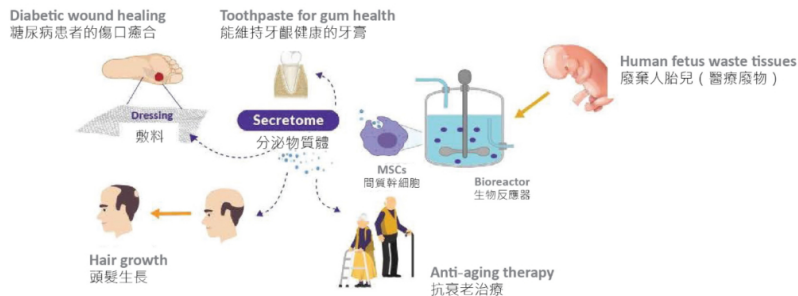 Diabetic wound healing
糖尿病患者的傷口癒合
Toothpaste for gum health
能維持牙齦健康的牙膏
Human fetus waste tissues
廢棄人胎兒（醫療廢物）
Dressing
敷料
Secretome
分泌物質體
MSCs
間質幹細胞
Bioreactor
生物反應器
Hair growth
頭髮生長
Anti-aging therapy
抗衰老治療